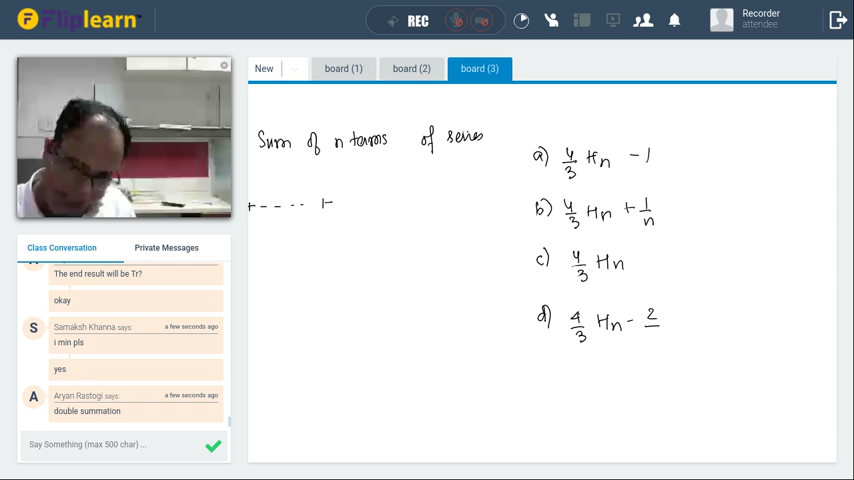 Fliplearn
REC
Recorder
attendee
New
board (1)
board (2)
board (3)
Sum of n terms of series
+---- +
a) 4/3 Hn - 1
b) 4/3 Hn + 1/n
c) 4/3 Hn
d) 4/3 Hn - 2
Class Conversation
Private Messages
The end result will be Tr?
okay
S
Samaksh Khanna says:
a few seconds ago
i min pls
yes
A
Aryan Rastogi says:
a few seconds ago
double summation
Say Something (max 500 char) ...